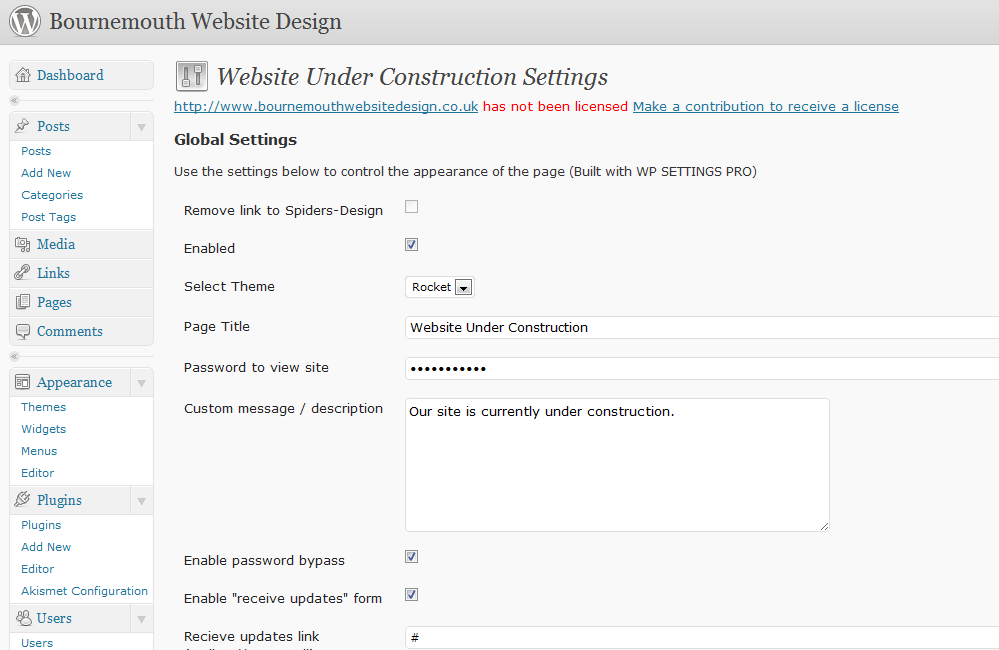 Bournemouth Website Design
Dashboard
Posts
Posts
Add New
Categories
Post Tags
Media
Links
Pages
Comments
Appearance
Themes
Widgets
Menus
Editor
Plugins
Plugins
Add New
Editor
Akismet Configuration
Users
Users
Website Under Construction Settings
http://www.bournemouthwebsitedesign.co.uk has not been licensed Make a contribution to receive a license
Global Settings
Use the settings below to control the appearance of the page (Built with WP SETTINGS PRO)
Remove link to Spiders-Design
Enabled
Select Theme Rocket
Page Title Website Under Construction
Password to view site •••••••••••
Custom message / description Our site is currently under construction.
Enable password bypass
Enable "receive updates" form
Recieve updates link #